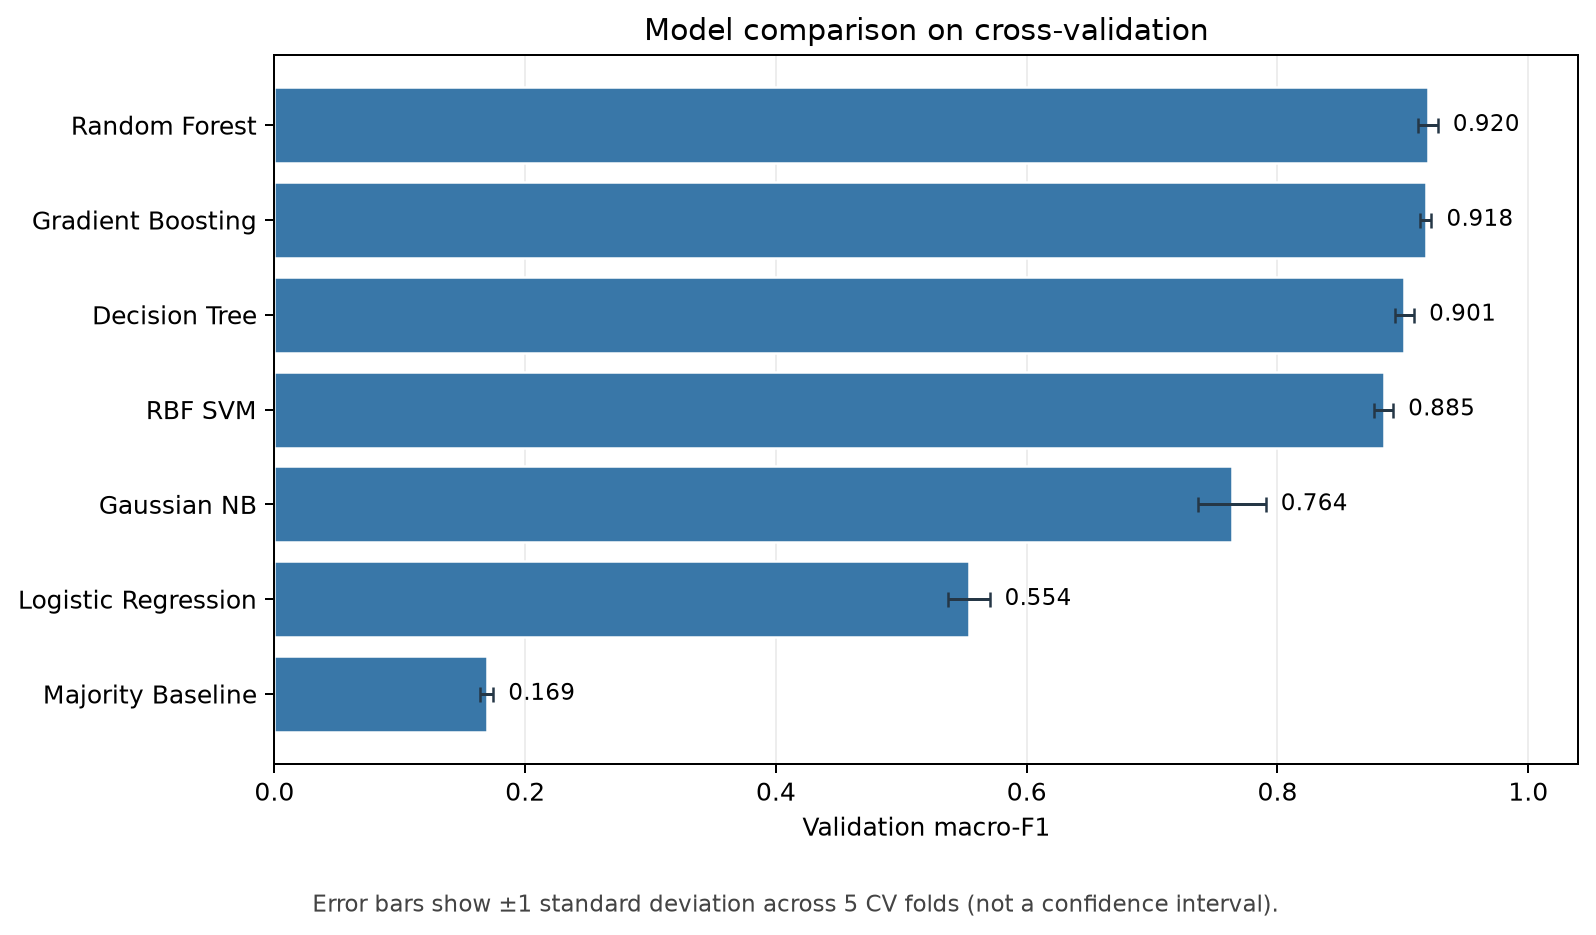 Model comparison on cross-validation
Random Forest
0.920
Gradient Boosting
0.918
Decision Tree
0.901
RBF SVM
0.885
Gaussian NB
0.764
Logistic Regression
0.554
Majority Baseline
0.169
0.0 0.2 0.4 0.6 0.8 1.0
Validation macro-F1
Error bars show ±1 standard deviation across 5 CV folds (not a confidence interval).